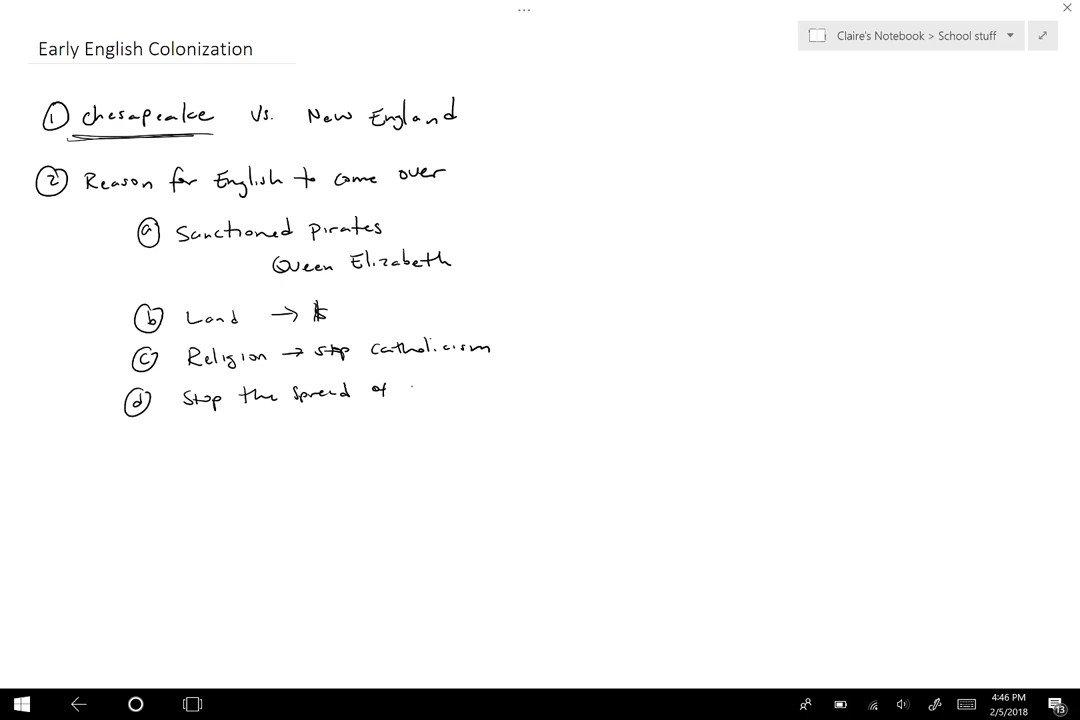 ...
Early English Colonization
Claire's Notebook > School stuff
① Chesapeake Vs. New England
② Reason for English to come over
ⓐ Sanctioned pirates
Queen Elizabeth
ⓑ Land → $
ⓒ Religion → stop Catholicism
ⓓ Stop the spread of
4:46 PM
2/5/2018
13